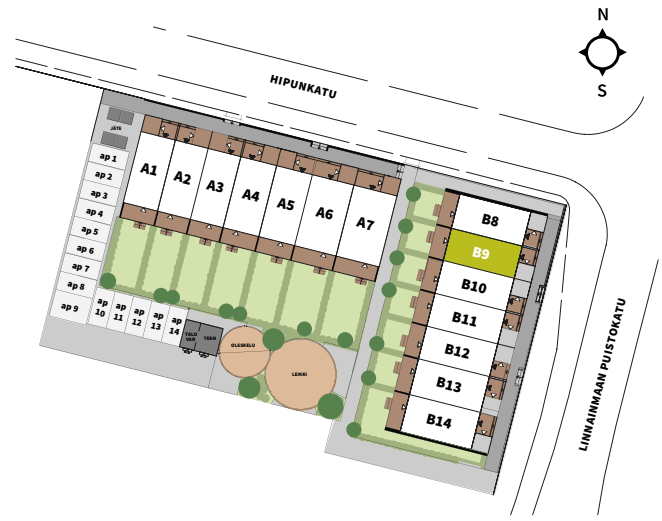 N
S
HIPUNKATU
LINNAINMAAN PUISTOKATU
JÄTE
ap 1
ap 2
ap 3
ap 4
ap 5
ap 6
ap 7
ap 8
ap 9
ap
10
ap
11
ap
12
ap
13
ap
14
A1
A2
A3
A4
A5
A6
A7
B8
B9
B10
B11
B12
B13
B14
TALO
VAR
TEKN
OLESKELU
LEIKKI